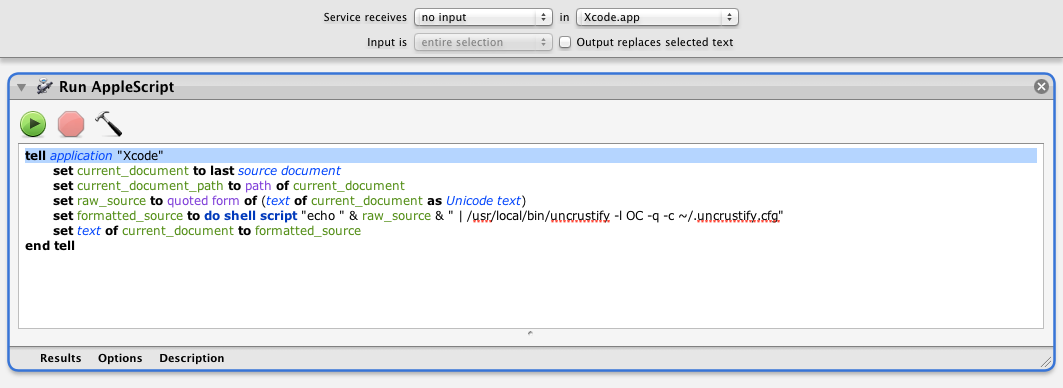 Service receives no input in Xcode.app
Input is entire selection Output replaces selected text
Run AppleScript
tell application "Xcode"
set current_document to last source document
set current_document_path to path of current_document
set raw_source to quoted form of (text of current_document as Unicode text)
set formatted_source to do shell script "echo " & raw_source & " | /usr/local/bin/uncrustify -l OC -q -c ~/.uncrustify.cfg"
set text of current_document to formatted_source
end tell
Results Options Description